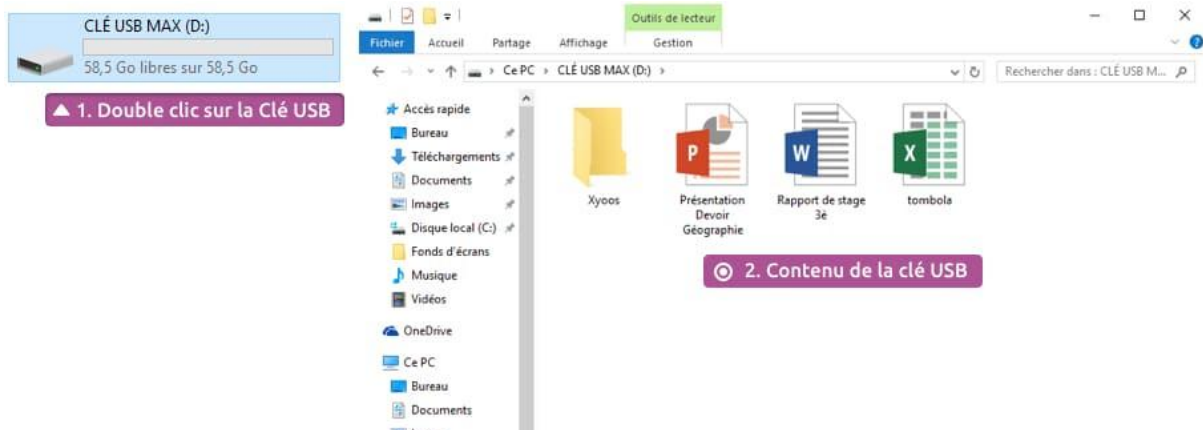 CLÉ USB MAX (D:)
58,5 Go libres sur 58,5 Go
1. Double clic sur la Clé USB
Outils de lecteur
Fichier Accueil Partage Affichage Gestion
Ce PC › CLÉ USB MAX (D:) ›
Rechercher dans : CLÉ USB M...
Accès rapide
Bureau
Téléchargements
Documents
Images
Disque local (C:)
Fonds d'écrans
Musique
Vidéos
OneDrive
Ce PC
Bureau
Documents
Xyoos
P
Présentation
Devoir
Géographie
W
Rapport de stage
3è
X
tombola
2. Contenu de la clé USB